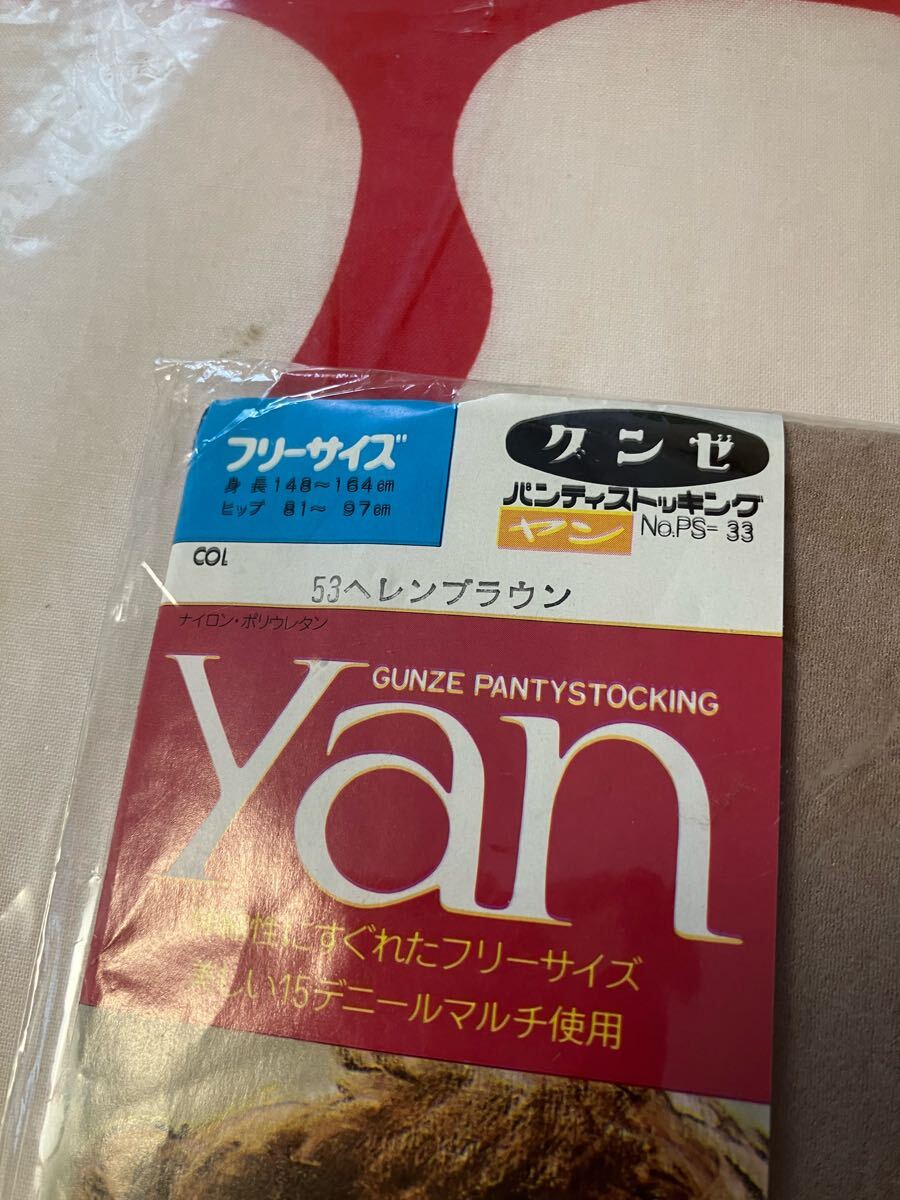 フリーサイズ
身長148～164cm
ヒップ 81～ 97cm
グンゼ
パンティストッキング
ヤン No.PS=33
COL
53ヘレンブラウン
ナイロン・ポリウレタン
GUNZE PANTYSTOCKING
Yan
性にすぐれたフリーサイズ
美しい15デニールマルチ使用